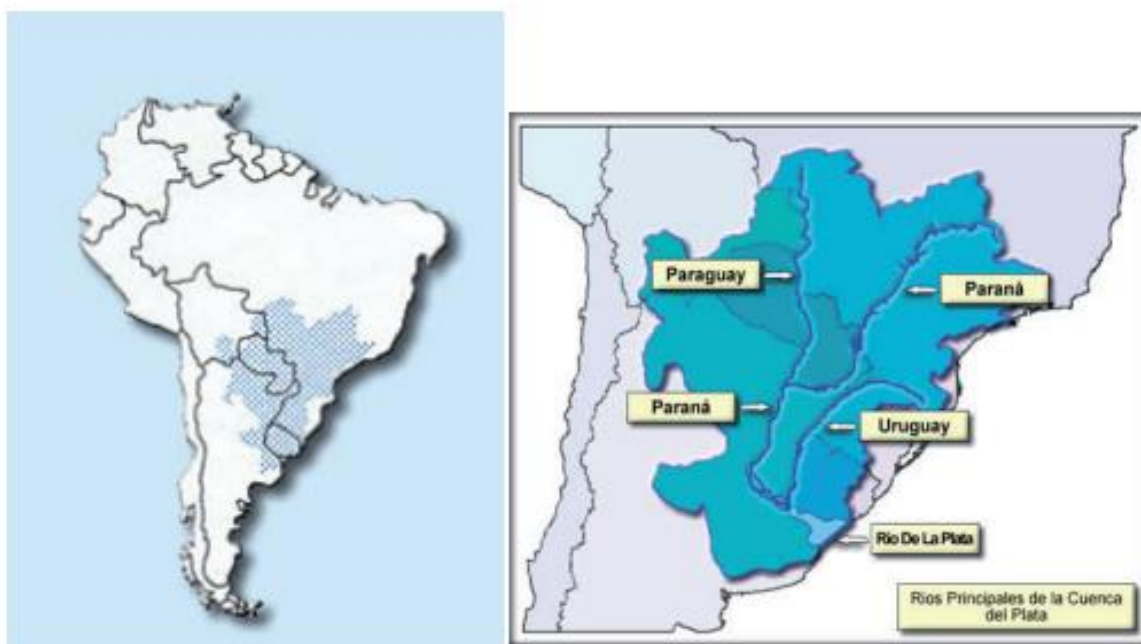 Paraguay
Paraná
Paraná
Uruguay
Rio De La Plata
Rios Principales de la Cuenca
del Plata